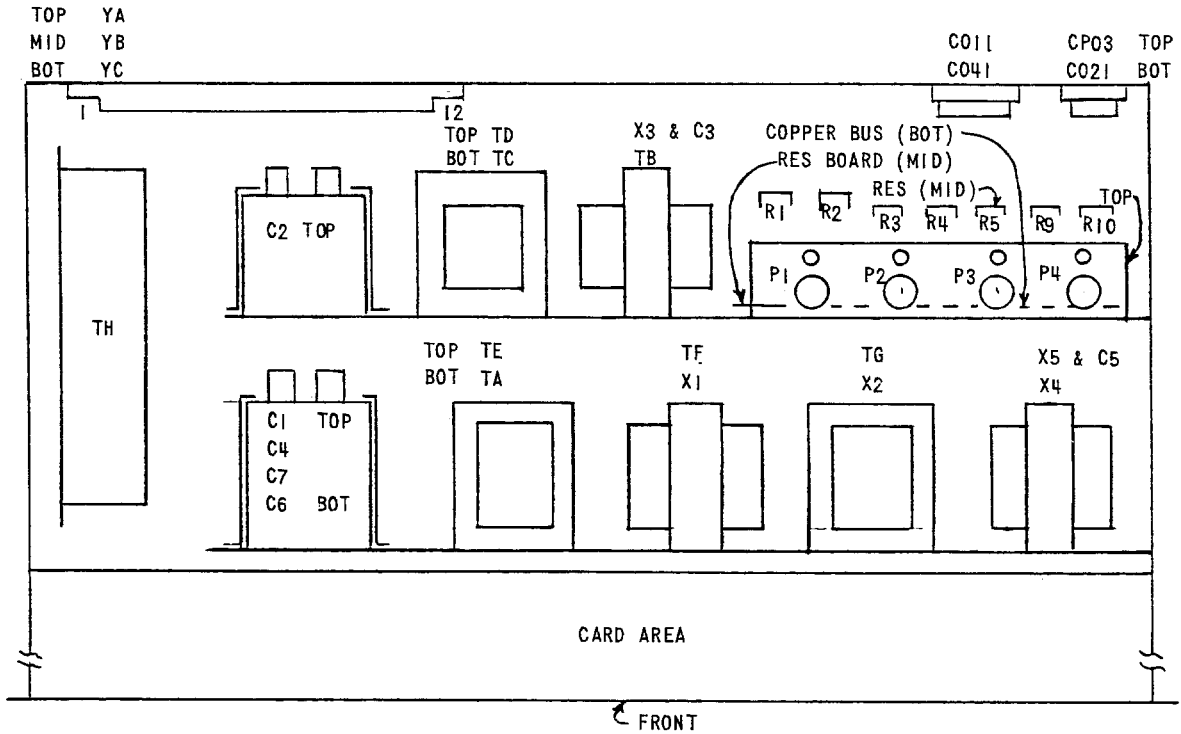 TOP YA
MID YB
BOT YC
CO11 CPO3 TOP
CO41 CO21 BOT
1 12
TOP TD
BOT TC
X3 & C3
TB
COPPER BUS (BOT)
RES BOARD (MID)
RES (MID)
TOP
R1 R2 R3 R4 R5 R9 R10
C2 TOP
P1 P2 P3 P4
TH
TOP TE
BOT TA
TF
X1
TG
X2
X5 & C5
X4
C1 TOP
C4
C7
C6 BOT
CARD AREA
FRONT